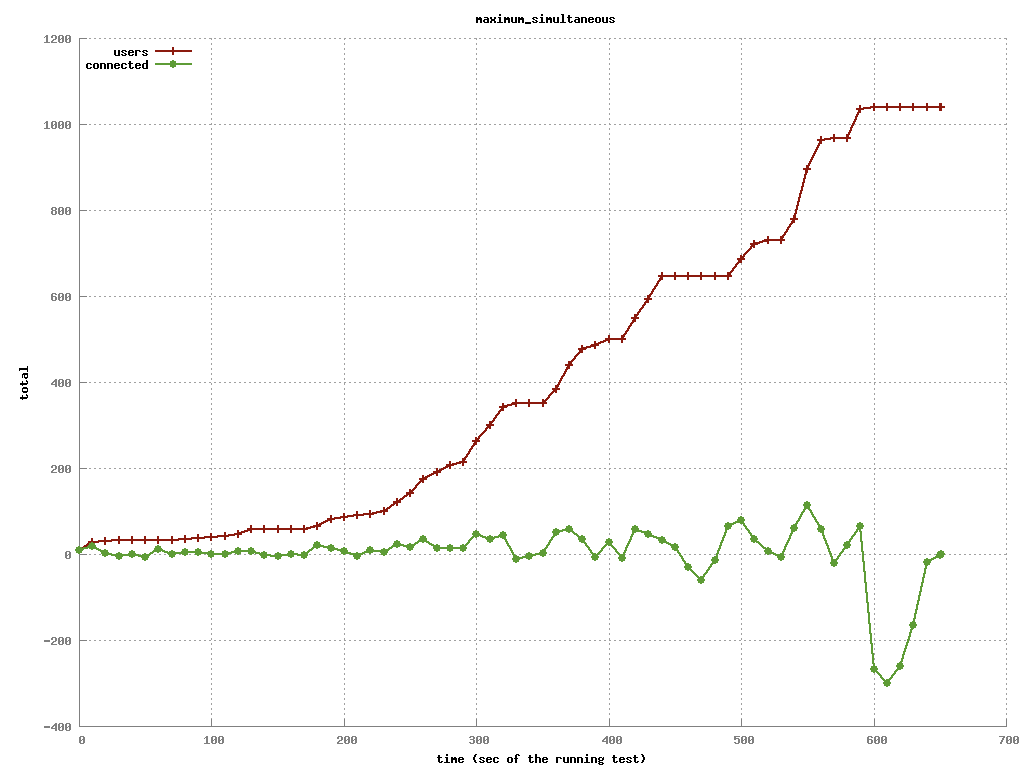 maximum_simultaneous
users
connected
1200
1000
800
600
400
200
0
-200
-400
total
0 100 200 300 400 500 600 700
time (sec of the running test)